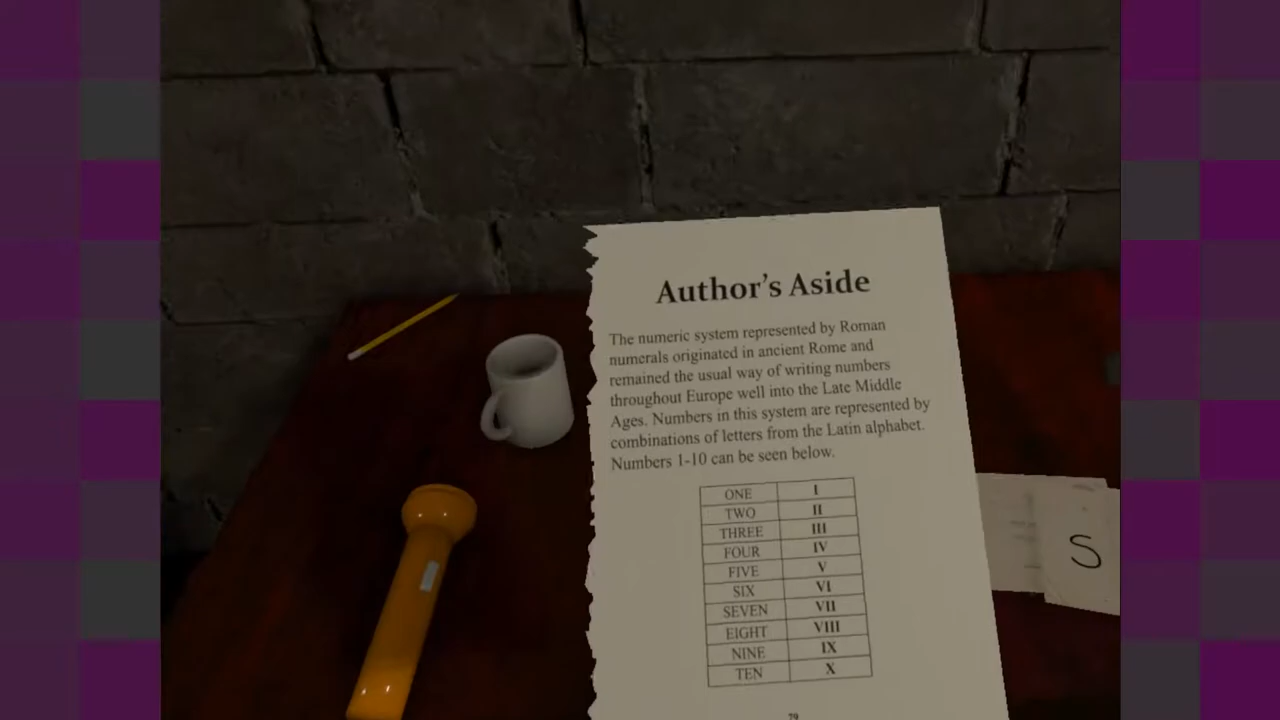 Author's Aside
The numeric system represented by Roman
numerals originated in ancient Rome and
remained the usual way of writing numbers
throughout Europe well into the Late Middle
Ages. Numbers in this system are represented by
combinations of letters from the Latin alphabet.
Numbers 1-10 can be seen below.
ONE I
TWO II
THREE III
FOUR IV
FIVE V
SIX VI
SEVEN VII
EIGHT VIII
NINE IX
TEN X
79
S